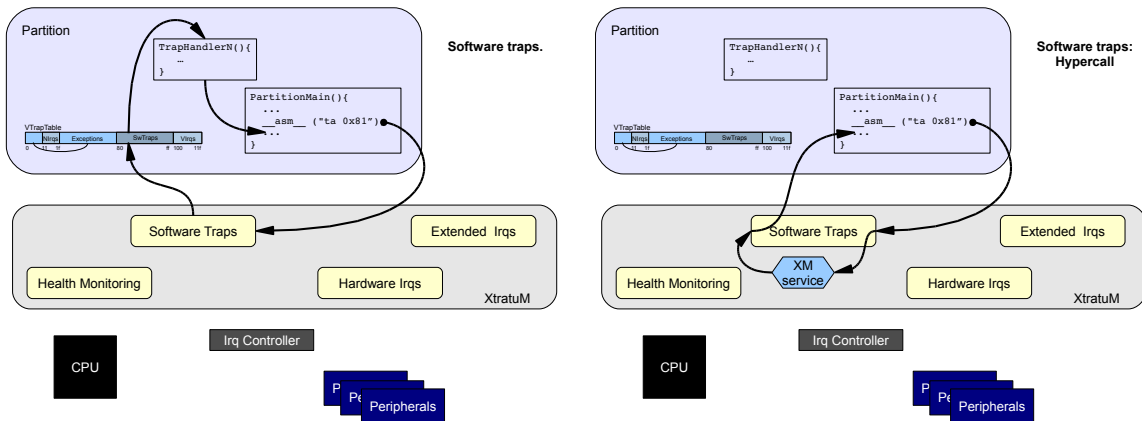 Partition
Software traps.
TrapHandlerN(){
…
}
PartitionMain(){
...
__asm__ ("ta 0x81")
...
}
VTrapTable
NIrqs Exceptions SwTraps VIrqs
0 11 1f 80 ff 100 11f
Software Traps
Extended Irqs
Health Monitoring
Hardware Irqs
XtratuM
Irq Controller
CPU
P
Pe
Peripherals
Partition
Software traps:
Hypercall
TrapHandlerN(){
…
}
PartitionMain(){
...
__asm__ ("ta 0x81")
...
}
VTrapTable
NIrqs Exceptions SwTraps VIrqs
0 11 1f 80 ff 100 11f
Software Traps
Extended Irqs
XM
service
Health Monitoring
Hardware Irqs
XtratuM
Irq Controller
CPU
P
Pe
Peripherals